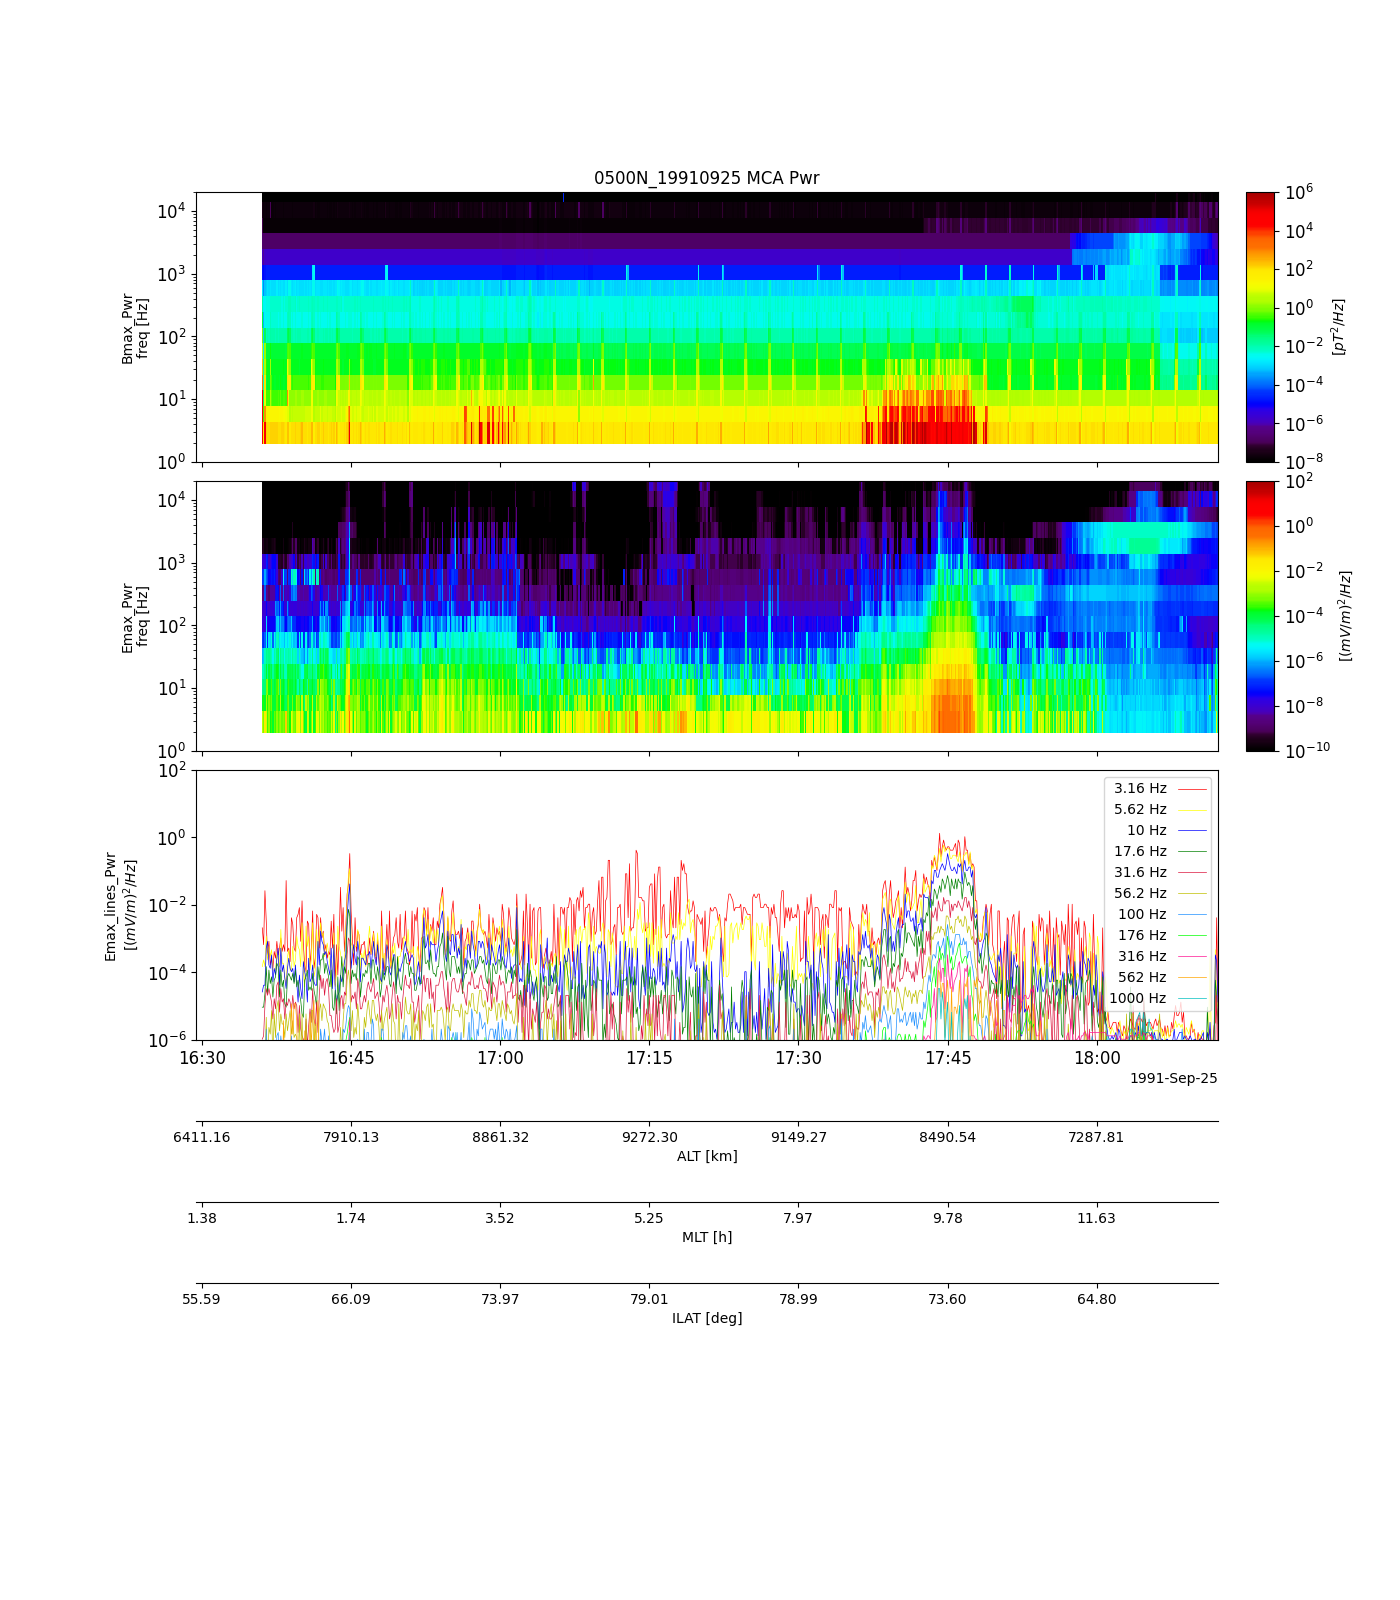 0500N_19910925 MCA Pwr
10^4
10^3
10^2
10^1
10^0
Bmax_Pwr
freq [Hz]
10^6
10^4
10^2
10^0
10^-2
10^-4
10^-6
10^-8
[pT^2/Hz]
10^4
10^3
10^2
10^1
10^0
Emax_Pwr
freq [Hz]
10^2
10^0
10^-2
10^-4
10^-6
10^-8
10^-10
[(mV/m)^2/Hz]
10^2
10^0
10^-2
10^-4
10^-6
Emax_lines_Pwr
[(mV/m)^2/Hz]
3.16 Hz
5.62 Hz
10 Hz
17.6 Hz
31.6 Hz
56.2 Hz
100 Hz
176 Hz
316 Hz
562 Hz
1000 Hz
16:30 16:45 17:00 17:15 17:30 17:45 18:00
1991-Sep-25
6411.16 7910.13 8861.32 9272.30 9149.27 8490.54 7287.81
ALT [km]
1.38 1.74 3.52 5.25 7.97 9.78 11.63
MLT [h]
55.59 66.09 73.97 79.01 78.99 73.60 64.80
ILAT [deg]